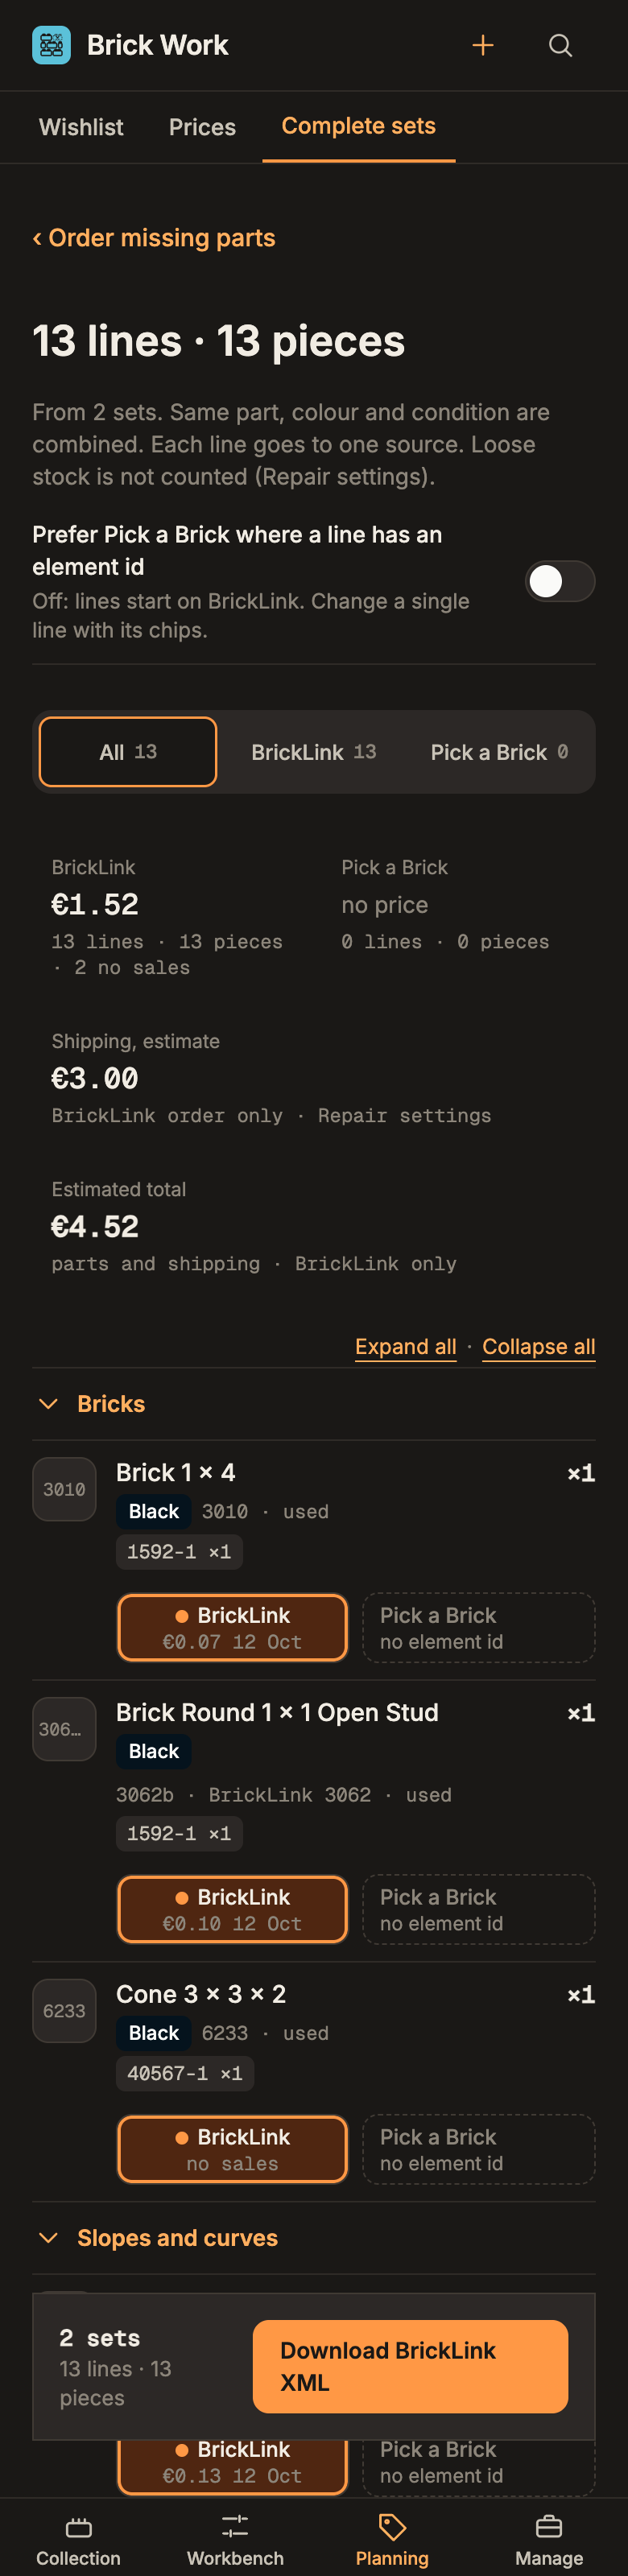 Brick Work
Wishlist Prices Complete sets
‹ Order missing parts
13 lines · 13 pieces
From 2 sets. Same part, colour and condition are
combined. Each line goes to one source. Loose
stock is not counted (Repair settings).
Prefer Pick a Brick where a line has an
element id
Off: lines start on BrickLink. Change a single
line with its chips.
All 13 BrickLink 13 Pick a Brick 0
BrickLink
€1.52
13 lines · 13 pieces
· 2 no sales
Pick a Brick
no price
0 lines · 0 pieces
Shipping, estimate
€3.00
BrickLink order only · Repair settings
Estimated total
€4.52
parts and shipping · BrickLink only
Expand all · Collapse all
Bricks
3010
Brick 1 × 4 ×1
Black 3010 · used
1592-1 ×1
BrickLink
€0.07 12 Oct
Pick a Brick
no element id
306…
Brick Round 1 × 1 Open Stud ×1
Black
3062b · BrickLink 3062 · used
1592-1 ×1
BrickLink
€0.10 12 Oct
Pick a Brick
no element id
6233
Cone 3 × 3 × 2 ×1
Black 6233 · used
40567-1 ×1
BrickLink
no sales
Pick a Brick
no element id
Slopes and curves
2 sets
13 lines · 13
pieces
Download BrickLink
XML
BrickLink
€0.13 12 Oct
Pick a Brick
no element id
Collection Workbench Planning Manage